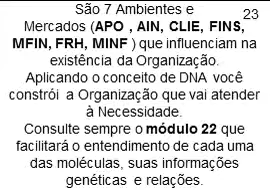 São 7 Ambientes e 23
Mercados (APO , AIN, CLIE, FINS,
MFIN, FRH, MINF ) que influenciam na
existência da Organização.
Aplicando o conceito de DNA você
constrói a Organização que vai atender
à Necessidade.
Consulte sempre o módulo 22 que
facilitará o entendimento de cada uma
das moléculas, suas informações
genéticas e relações.